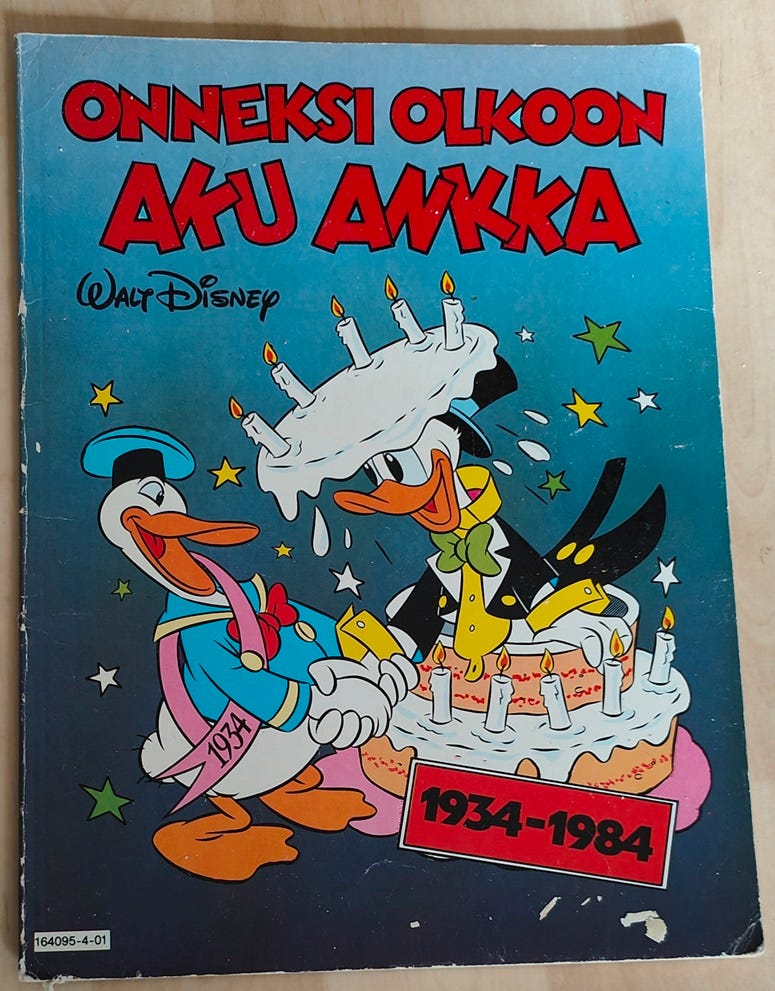 ONNEKSI OLKOON
AKU ANKKA
WALT DISNEY
1934
1934-1984
164095-4-01